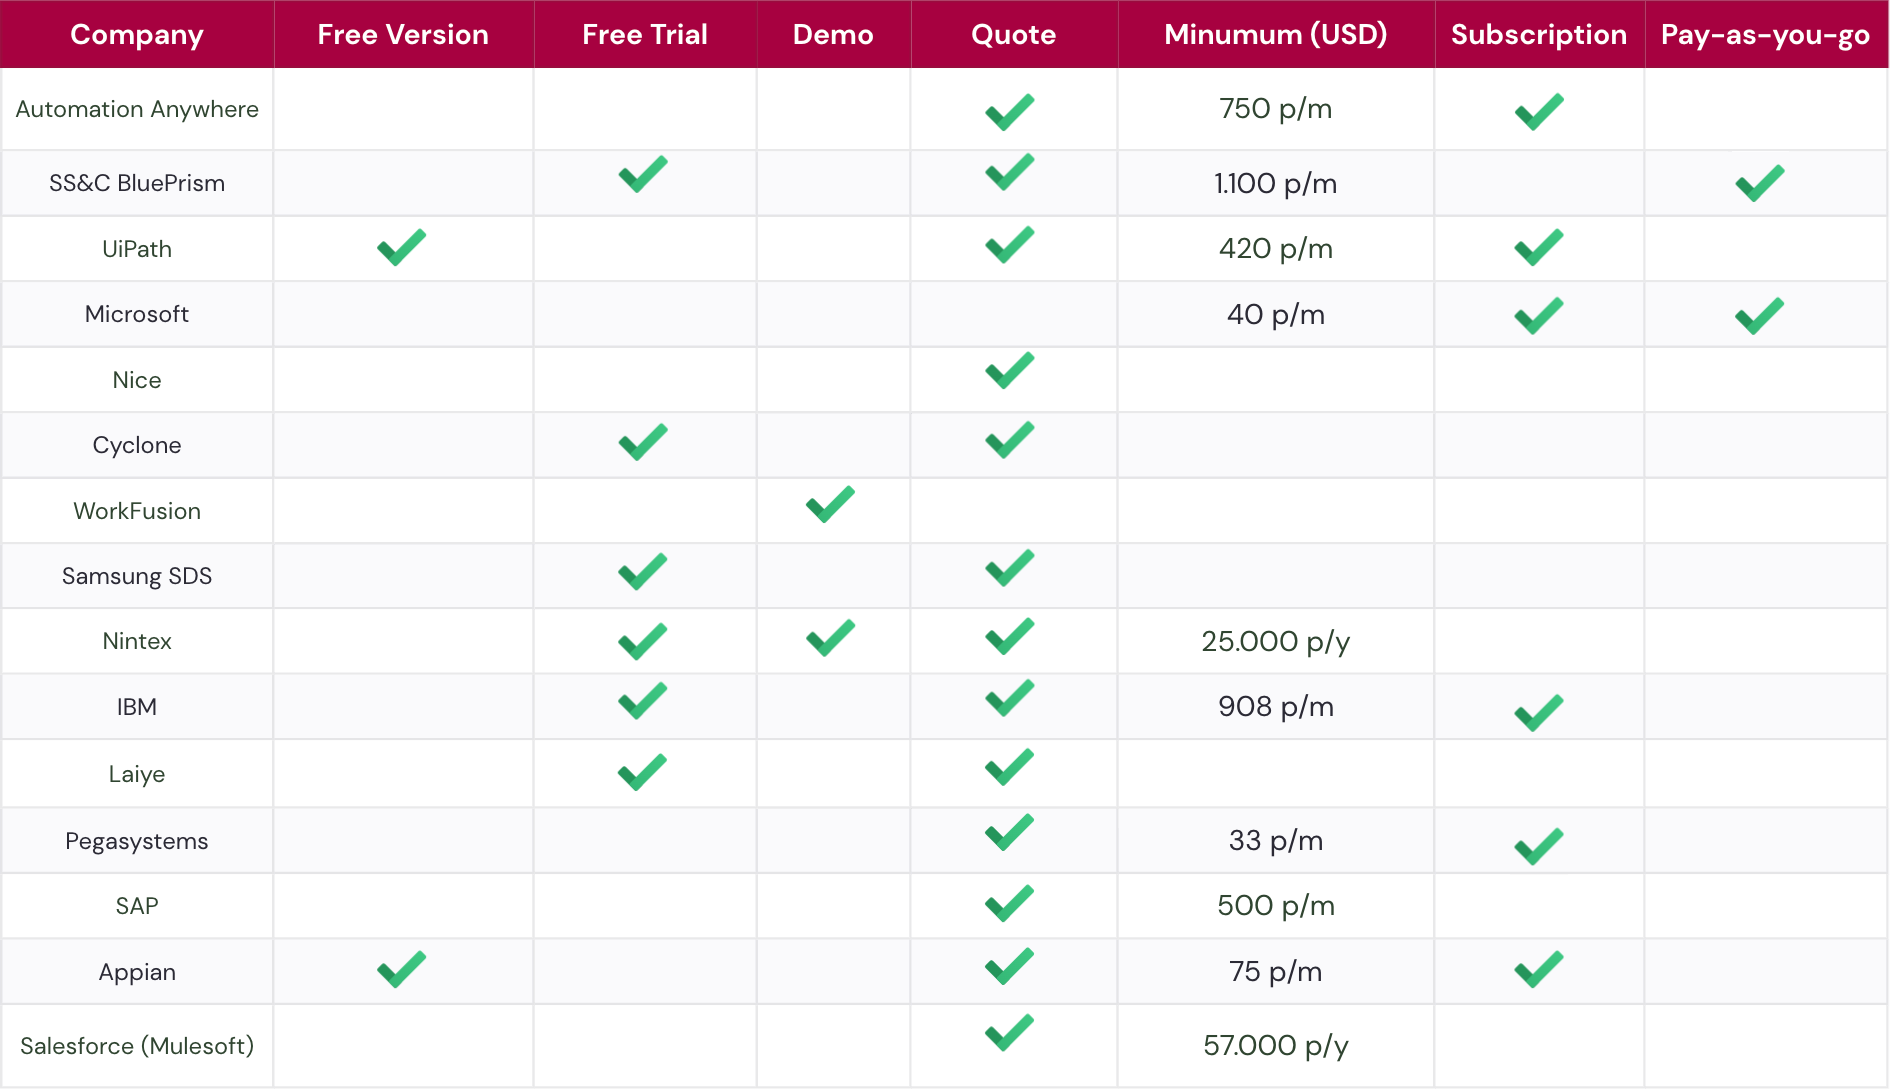 Company Free Version Free Trial Demo Quote Minumum (USD) Subscription Pay-as-you-go
Automation Anywhere 750 p/m
SS&C BluePrism 1.100 p/m
UiPath 420 p/m
Microsoft 40 p/m
Nice
Cyclone
WorkFusion
Samsung SDS
Nintex 25.000 p/y
IBM 908 p/m
Laiye
Pegasystems 33 p/m
SAP 500 p/m
Appian 75 p/m
Salesforce (Mulesoft) 57.000 p/y